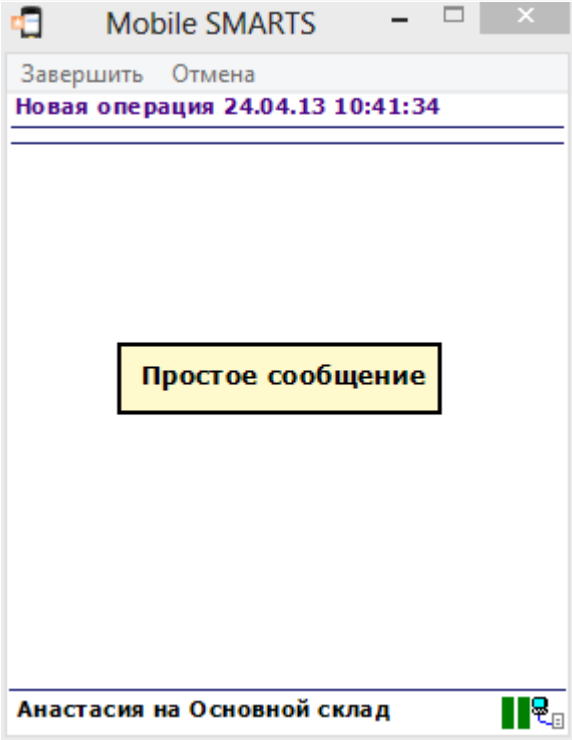 Mobile SMARTS
Завершить Отмена
Новая операция 24.04.13 10:41:34
Простое сообщение
Анастасия на Основной склад